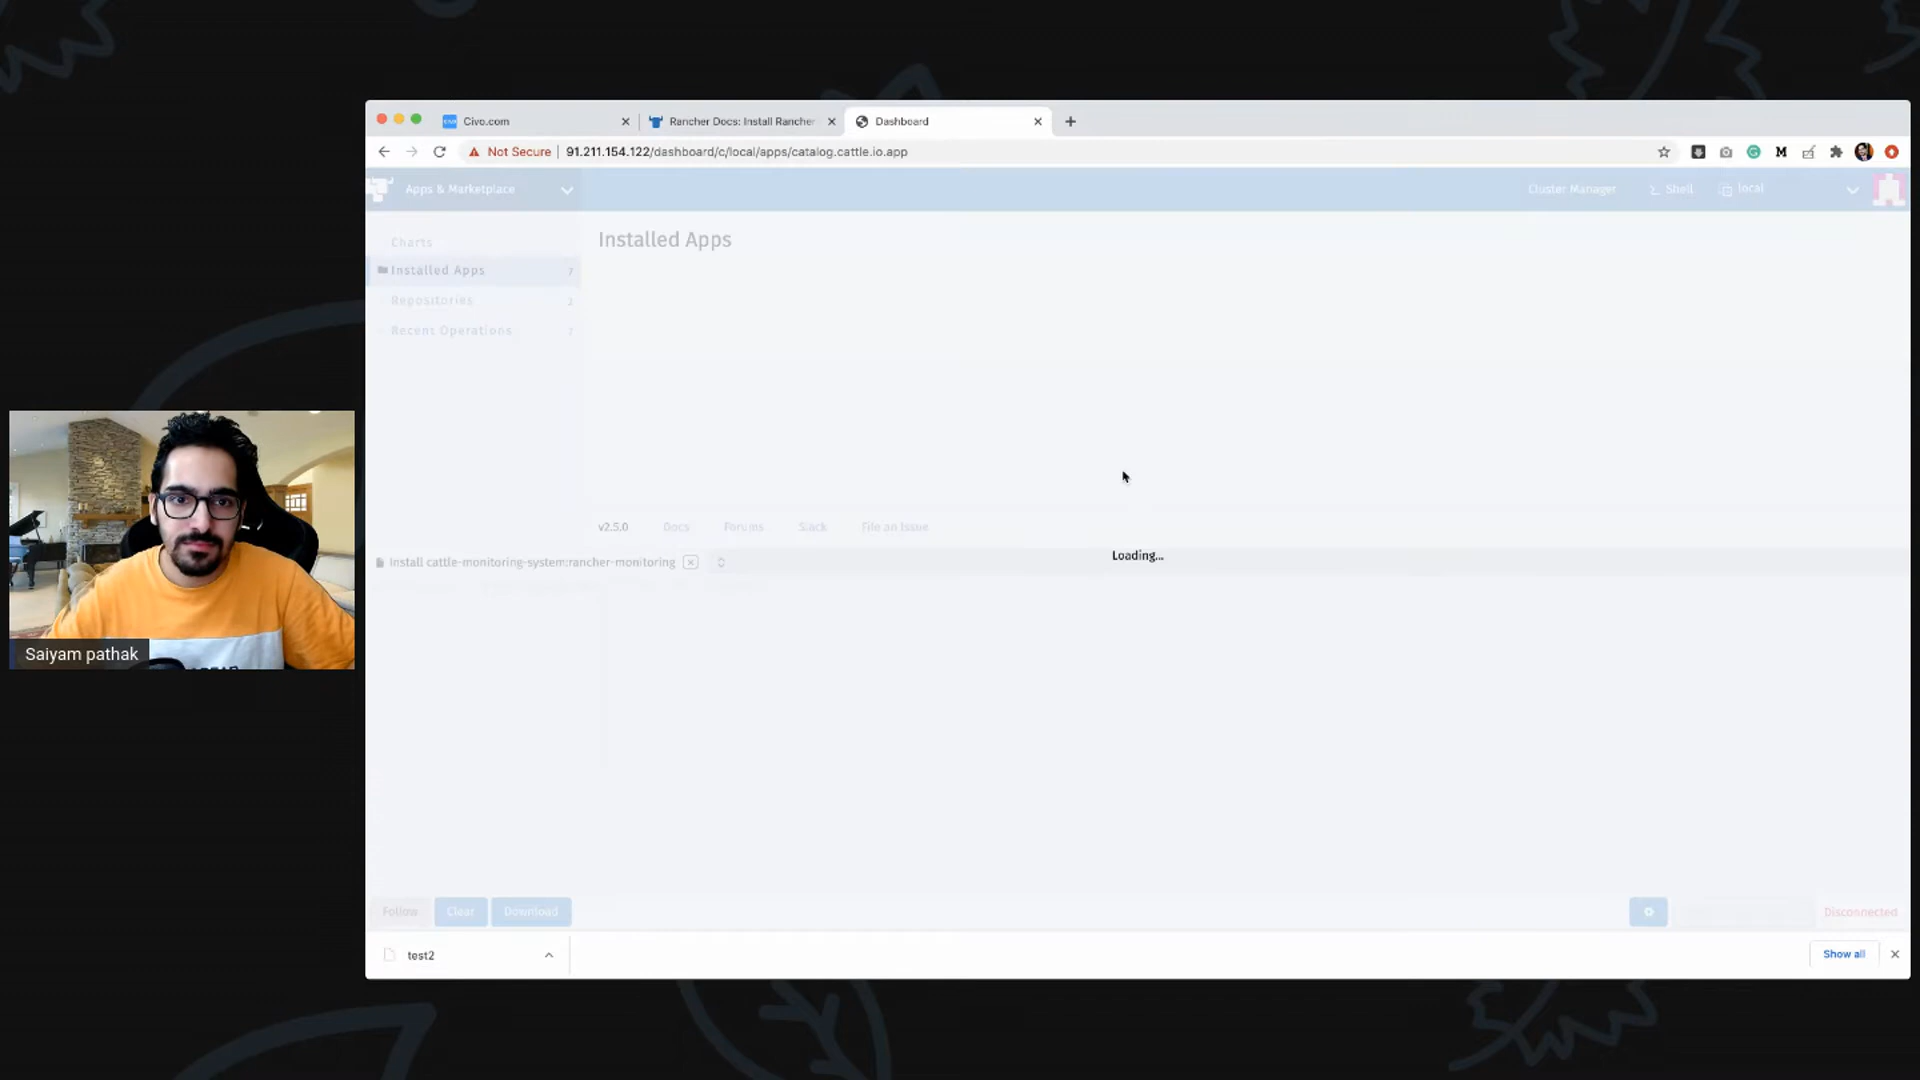 Civo.com
Rancher Docs: Install Rancher
Dashboard
Not Secure
91.211.154.122/dashboard/c/local/apps/catalog.cattle.io.app
M
Apps & Marketplace
Cluster Manager
Shell
local
Charts
Installed Apps 7
Repositories 2
Recent Operations 7
Installed Apps
v2.5.0
Docs
Forums
Slack
File an Issue
Loading...
Install cattle-monitoring-system:rancher-monitoring
Follow
Clear
Download
Disconnected
test2
Show all
Saiyam pathak